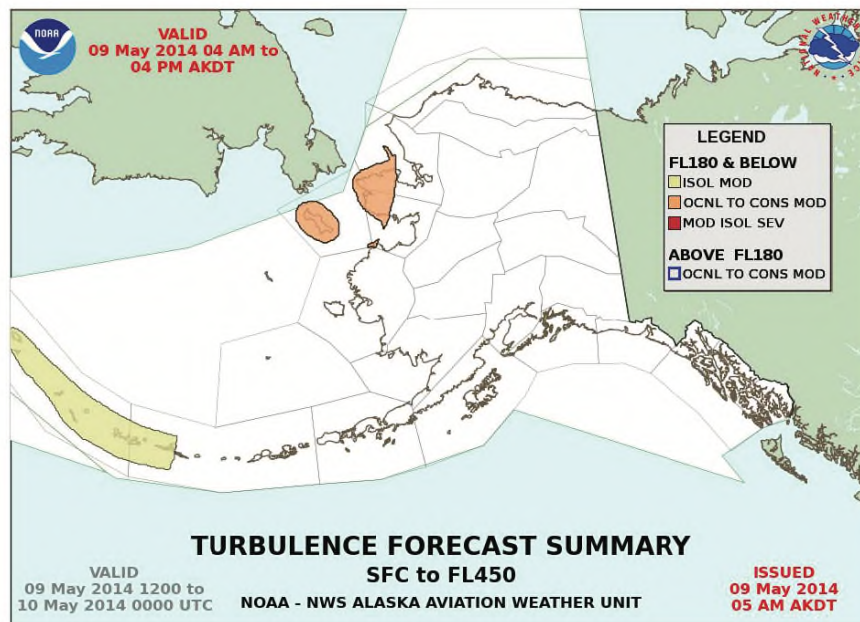 NOAA
VALID
09 May 2014 04 AM to
04 PM AKDT
LEGEND
FL180 & BELOW
ISOL MOD
OCNL TO CONS MOD
MOD ISOL SEV
ABOVE FL180
OCNL TO CONS MOD
TURBULENCE FORECAST SUMMARY
SFC to FL450
NOAA - NWS ALASKA AVIATION WEATHER UNIT
VALID
09 May 2014 1200 to
10 May 2014 0000 UTC
ISSUED
09 May 2014
05 AM AKDT